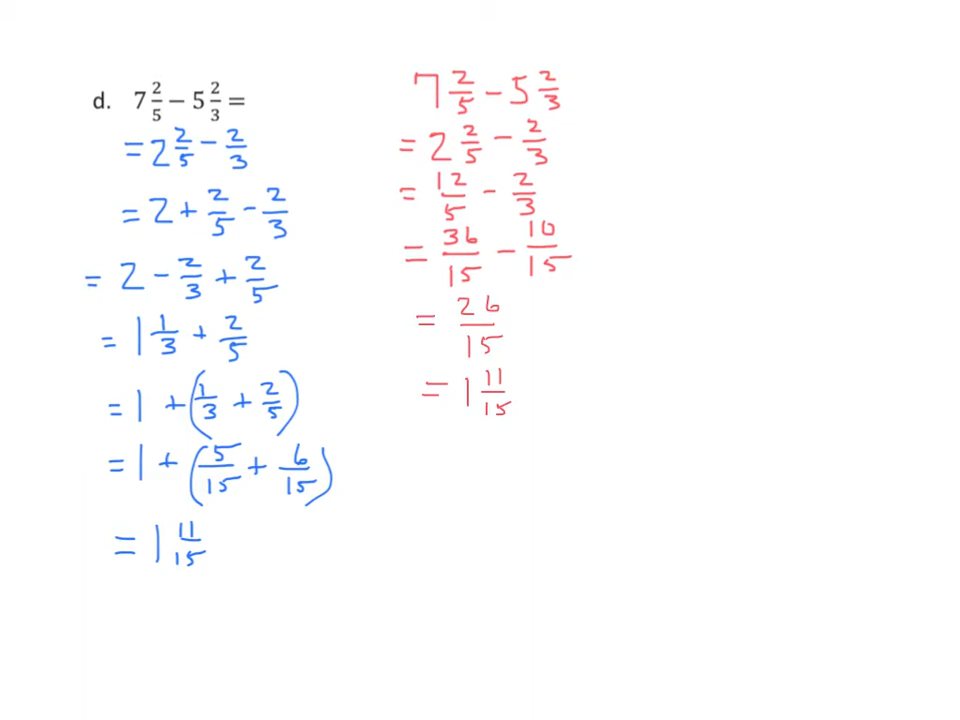 d. 7 2/5 − 5 2/3 =
= 2 2/5 − 2/3
= 2 + 2/5 − 2/3
= 2 − 2/3 + 2/5
= 1 1/3 + 2/5
= 1 + (1/3 + 2/5)
= 1 + (5/15 + 6/15)
= 1 11/15
7 2/5 − 5 2/3
= 2 2/5 − 2/3
= 12/5 − 2/3
= 36/15 − 10/15
= 26/15
= 1 11/15